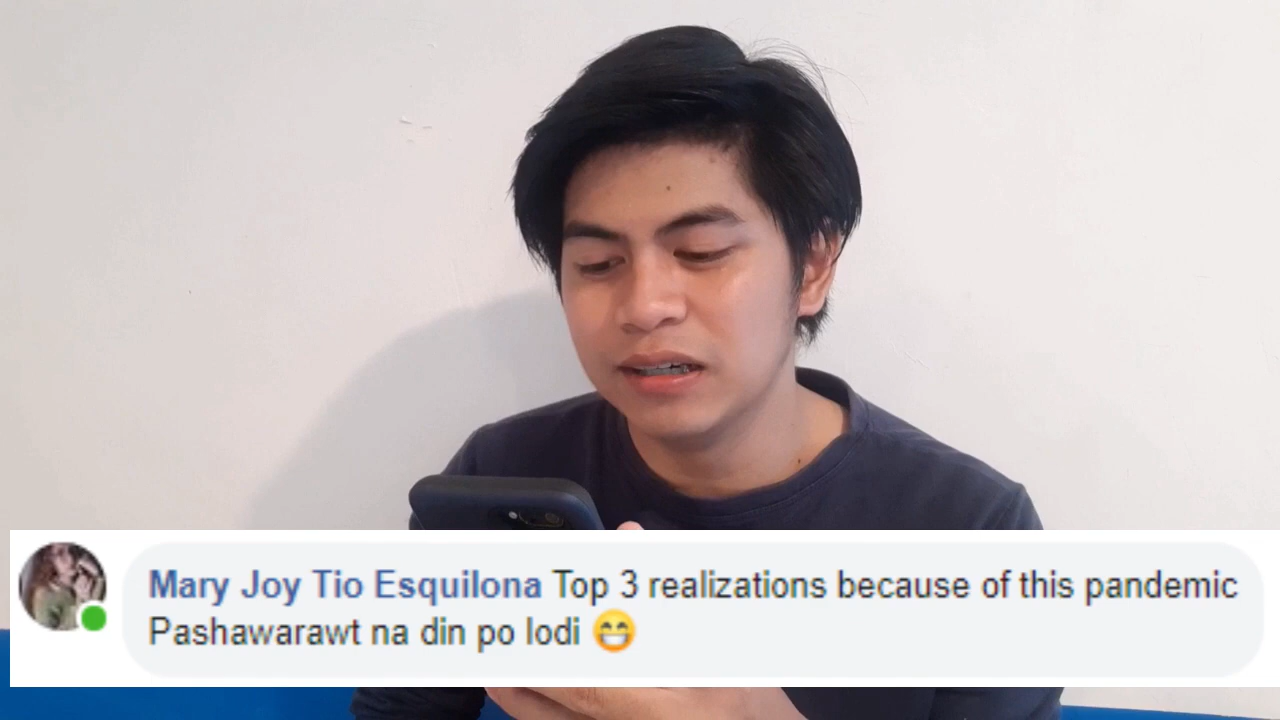 Mary Joy Tio Esquilona Top 3 realizations because of this pandemic
Pashawarawt na din po lodi 😁